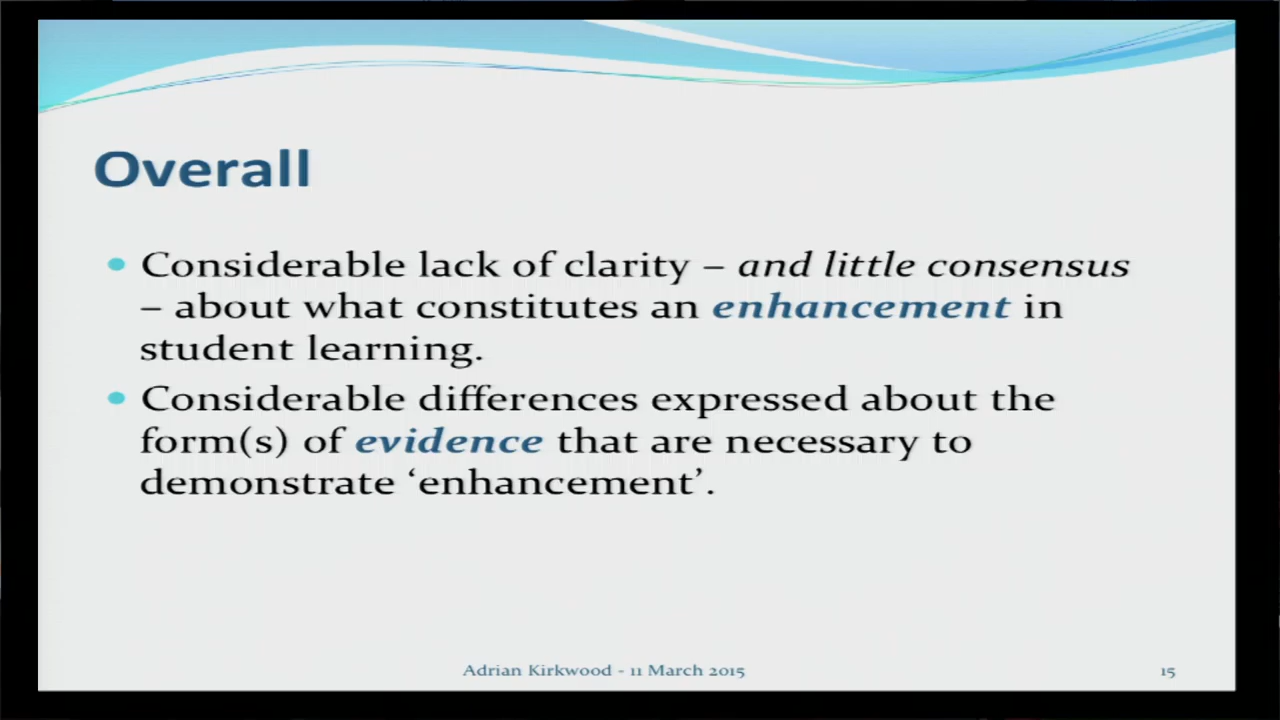 Overall
• Considerable lack of clarity – and little consensus
– about what constitutes an enhancement in
student learning.
• Considerable differences expressed about the
form(s) of evidence that are necessary to
demonstrate ‘enhancement’.
Adrian Kirkwood - 11 March 2015
15